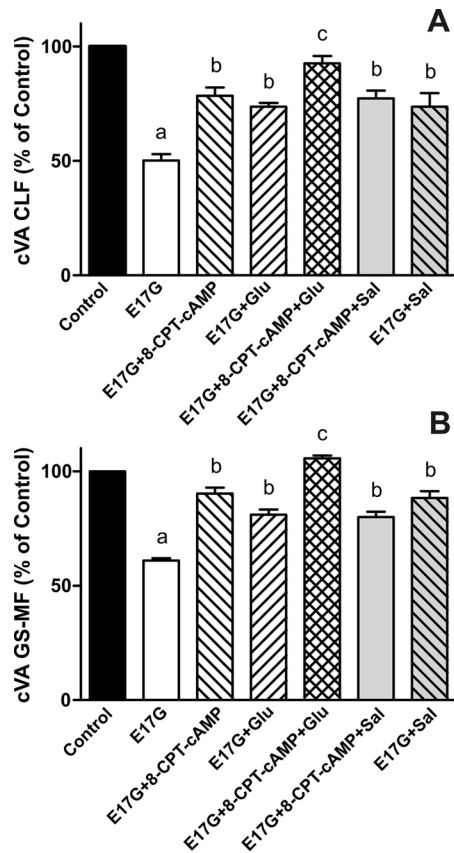 A
cVA CLF (% of Control)
100
50
0
a
b
b
c
b
b
Control
E17G
E17G+8-CPT-cAMP
E17G+Glu
E17G+8-CPT-cAMP+Glu
E17G+8-CPT-cAMP+Sal
E17G+Sal
B
cVA GS-MF (% of Control)
100
50
0
a
b
b
c
b
b
Control
E17G
E17G+8-CPT-cAMP
E17G+Glu
E17G+8-CPT-cAMP+Glu
E17G+8-CPT-cAMP+Sal
E17G+Sal